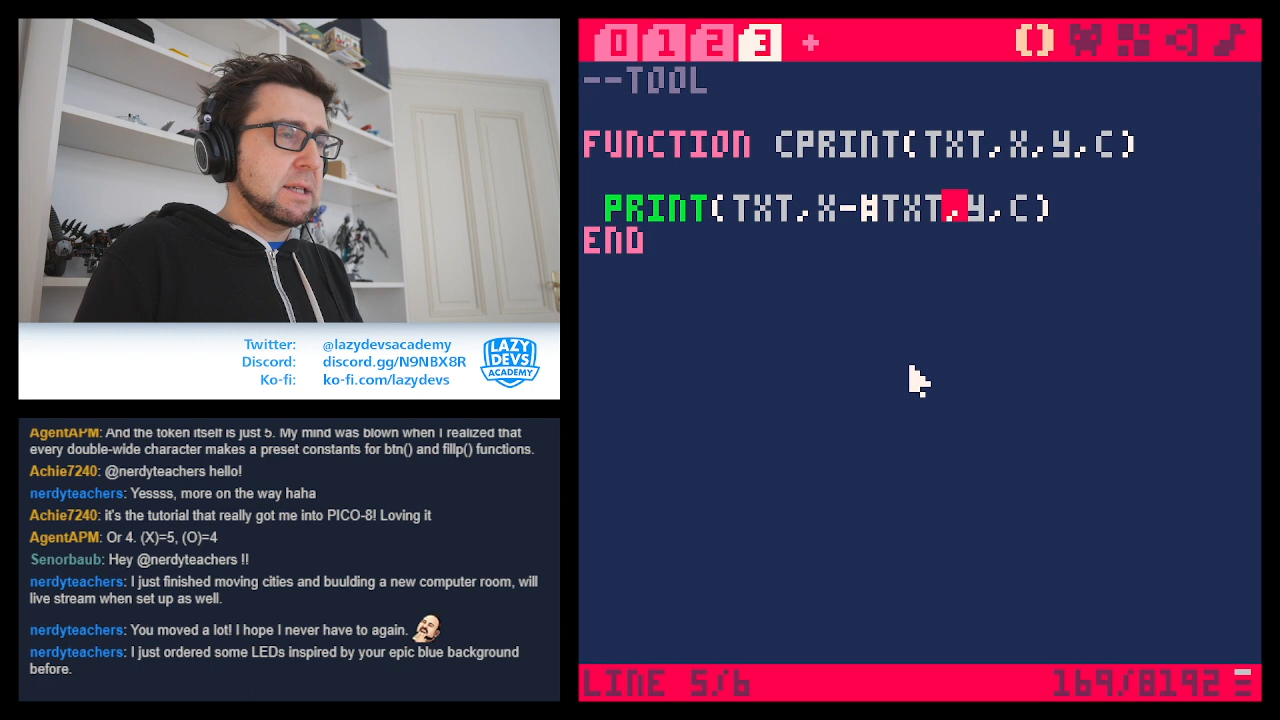 Twitter: @lazydevsacademy
Discord: discord.gg/N9NBX8R
Ko-fi: ko-fi.com/lazydevs
LAZY
DEVS
ACADEMY
AgentAPM: And the token itself is just 5. My mind was blown when I realized that
every double-wide character makes a preset constants for btn() and fillp() functions.
Achie7240: @nerdyteachers hello!
nerdyteachers: Yessss, more on the way haha
Achie7240: it's the tutorial that really got me into PICO-8! Loving it
AgentAPM: Or 4. (X)=5, (O)=4
Senorbaub: Hey @nerdyteachers !!
nerdyteachers: I just finished moving cities and buulding a new computer room, will
live stream when set up as well.
nerdyteachers: You moved a lot! I hope I never have to again.
nerdyteachers: I just ordered some LEDs inspired by your epic blue background
before.
0 1 2 3 +
--TOOL
FUNCTION CPRINT(TXT,X,Y,C)
PRINT(TXT,X-#TXT,Y,C)
END
LINE 5/6 169/8192